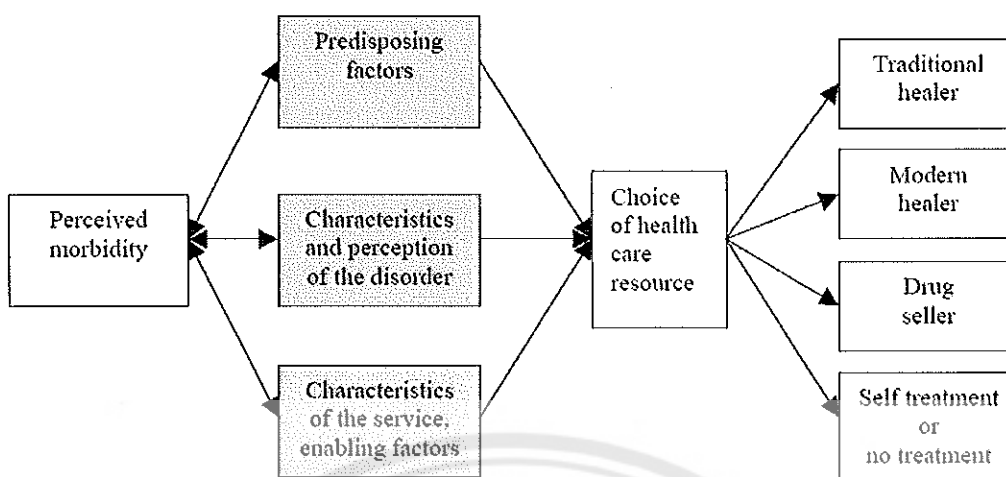 Perceived
morbidity
Predisposing
factors
Characteristics
and perception
of the disorder
Characteristics
of the service,
enabling factors
Choice
of health
care
resource
Traditional
healer
Modern
healer
Drug
seller
Self treatment
or
no treatment